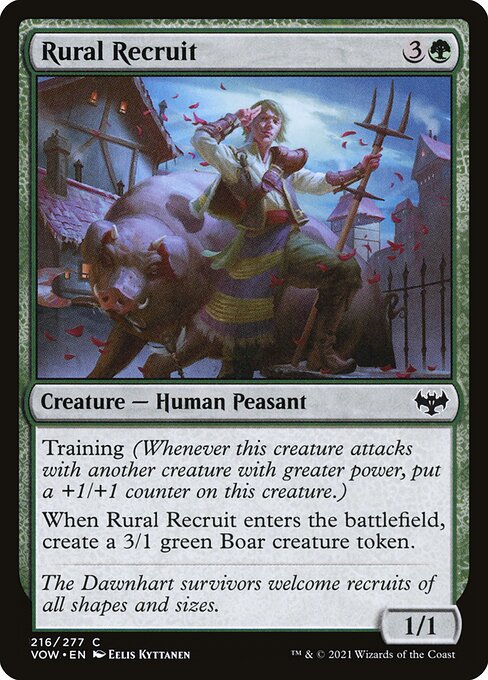 Rural Recruit 3
Creature — Human Peasant
Training (Whenever this creature attacks
with another creature with greater power, put
a +1/+1 counter on this creature.)
When Rural Recruit enters the battlefield,
create a 3/1 green Boar creature token.
The Dawnhart survivors welcome recruits
of all shapes and sizes.
1/1
216/277 C
VOW • EN Eelis Kyttanen
™ & © 2021 Wizards of the Coast